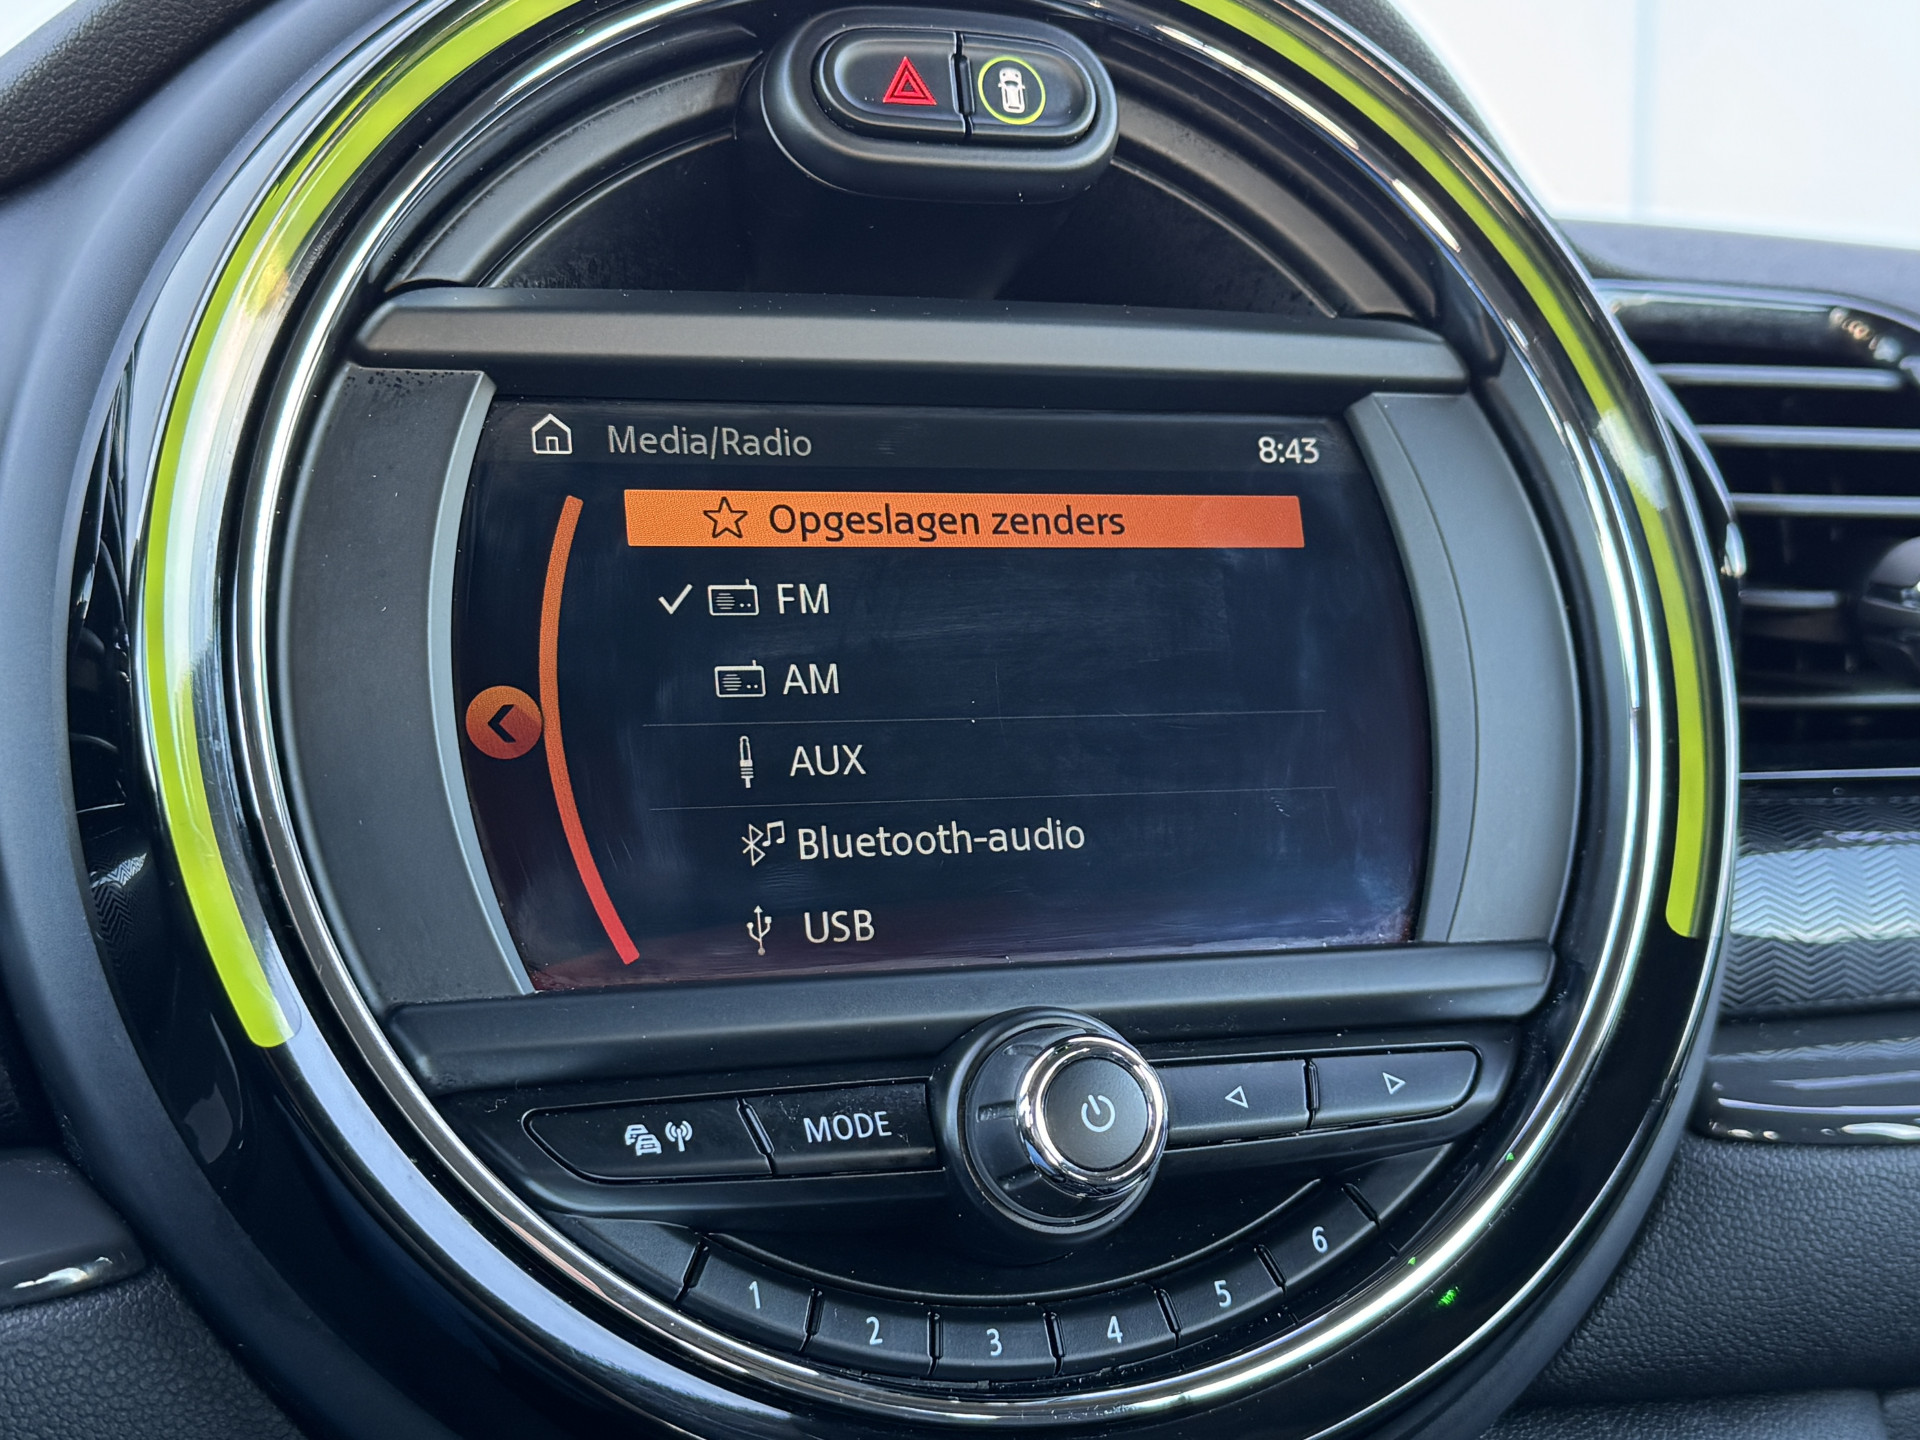 Media/Radio
8:43
Opgeslagen zenders
FM
AM
AUX
Bluetooth-audio
USB
MODE
1
2
3
4
5
6